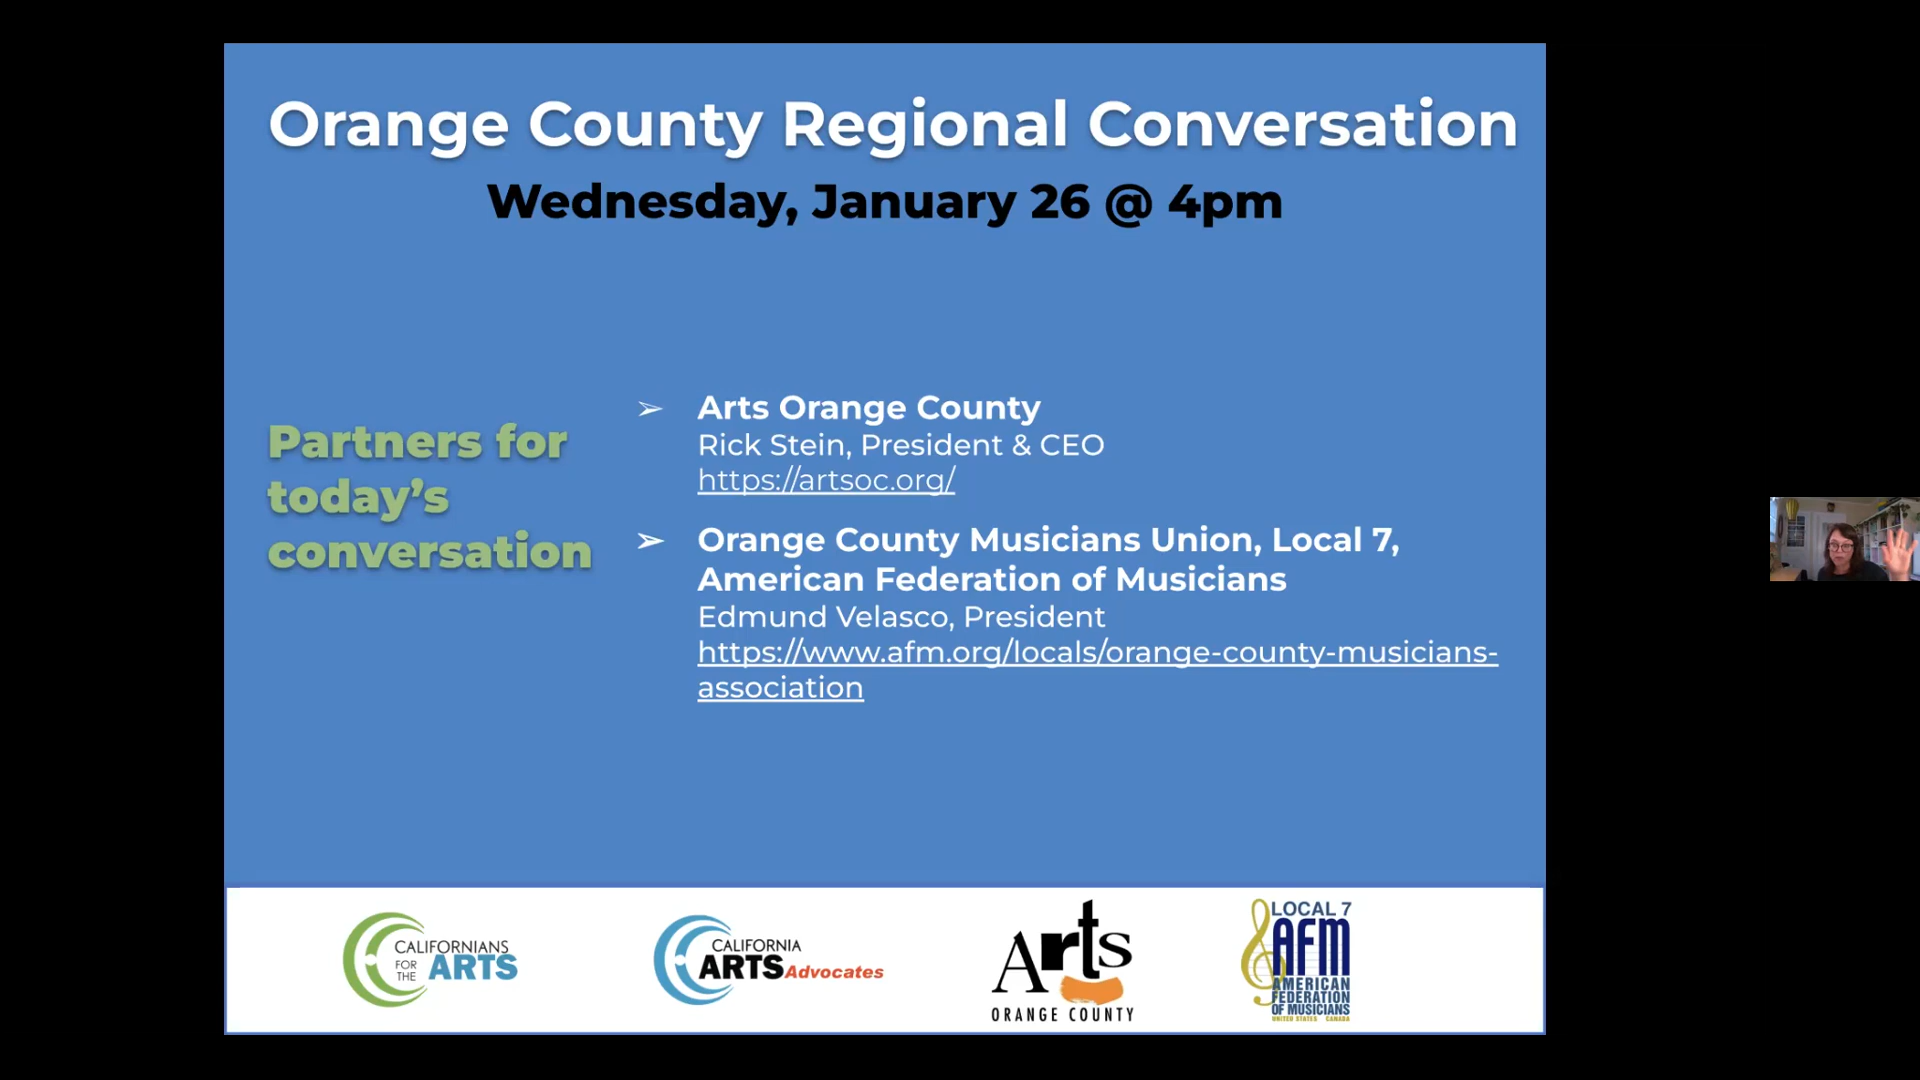 Orange County Regional Conversation
Wednesday, January 26 @ 4pm
Partners for
today's
conversation
➢ Arts Orange County
Rick Stein, President & CEO
https://artsoc.org/
➢ Orange County Musicians Union, Local 7,
American Federation of Musicians
Edmund Velasco, President
https://www.afm.org/locals/orange-county-musicians-
association
CALIFORNIANS
FOR THE ARTS
CALIFORNIA
ARTS Advocates
Arts
ORANGE COUNTY
LOCAL 7
AFM
AMERICAN
FEDERATION
OF MUSICIANS
UNITED STATES CANADA